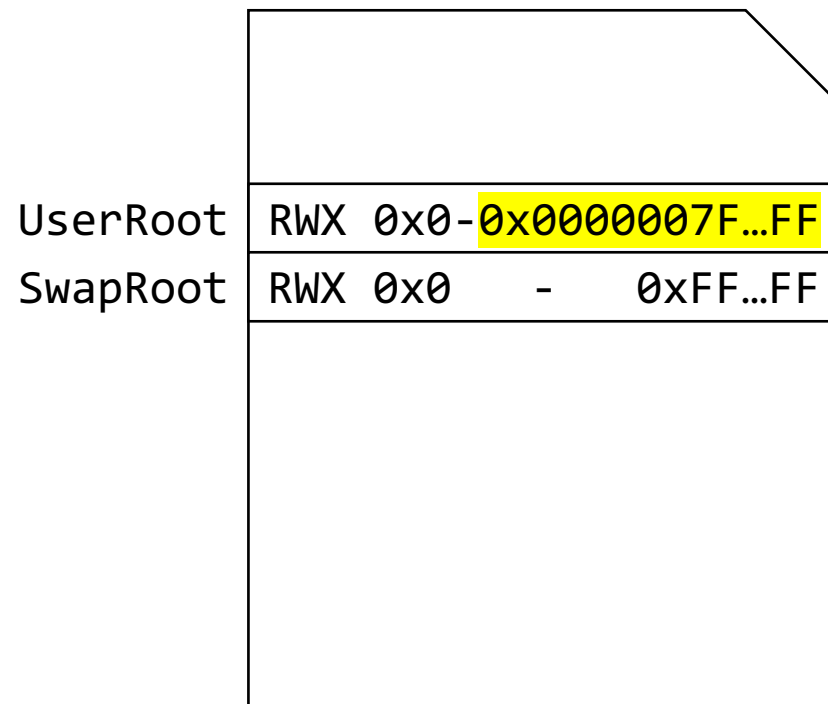 UserRoot RWX 0x0-0x0000007F…FF
SwapRoot RWX 0x0 - 0xFF…FF